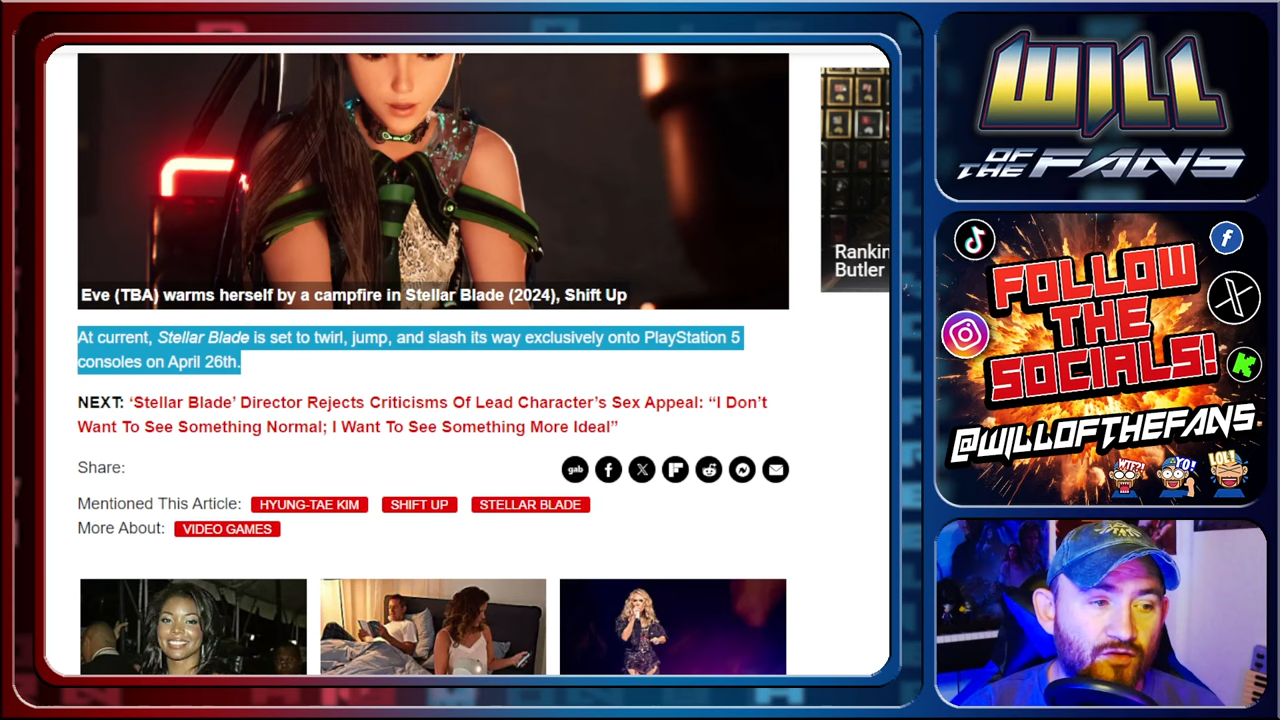 Eve (TBA) warms herself by a campfire in Stellar Blade (2024), Shift Up
At current, Stellar Blade is set to twirl, jump, and slash its way exclusively onto PlayStation 5
consoles on April 26th.
NEXT: ‘Stellar Blade’ Director Rejects Criticisms Of Lead Character’s Sex Appeal: “I Don’t
Want To See Something Normal; I Want To See Something More Ideal”
Share:
gab
Mentioned This Article: HYUNG-TAE KIM SHIFT UP STELLAR BLADE
More About: VIDEO GAMES
Rankin
Butler
WILL
OF THE FANS
FOLLOW
THE
SOCIALS!
@WILLOFTHEFANS
WTF?! YO! LOL!